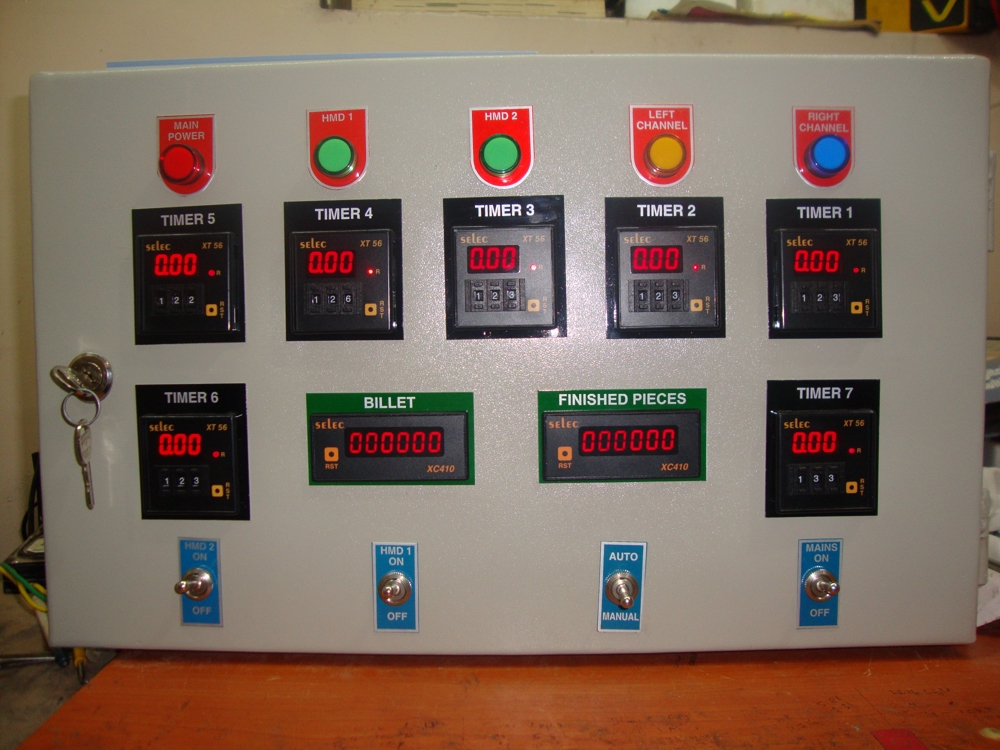 MAIN
POWER
HMD 1
HMD 2
LEFT
CHANNEL
RIGHT
CHANNEL
TIMER 5
selec XT 56
0.00
R
1 2 2
RST
TIMER 4
selec XT 56
0.00
R
1 2 6
RST
TIMER 3
selec XT 56
0.00
R
1 2 3
RST
TIMER 2
selec XT 56
0.00
R
1 2 3
RST
TIMER 1
selec XT 56
0.00
R
1 2 3
RST
TIMER 6
selec XT 56
0.00
R
1 2 3
RST
BILLET
selec
000000
RST
XC410
FINISHED PIECES
selec
000000
RST
XC410
TIMER 7
selec XT 56
0.00
R
1 3 3
RST
HMD 2
ON
OFF
HMD 1
ON
OFF
AUTO
MANUAL
MAINS
ON
OFF